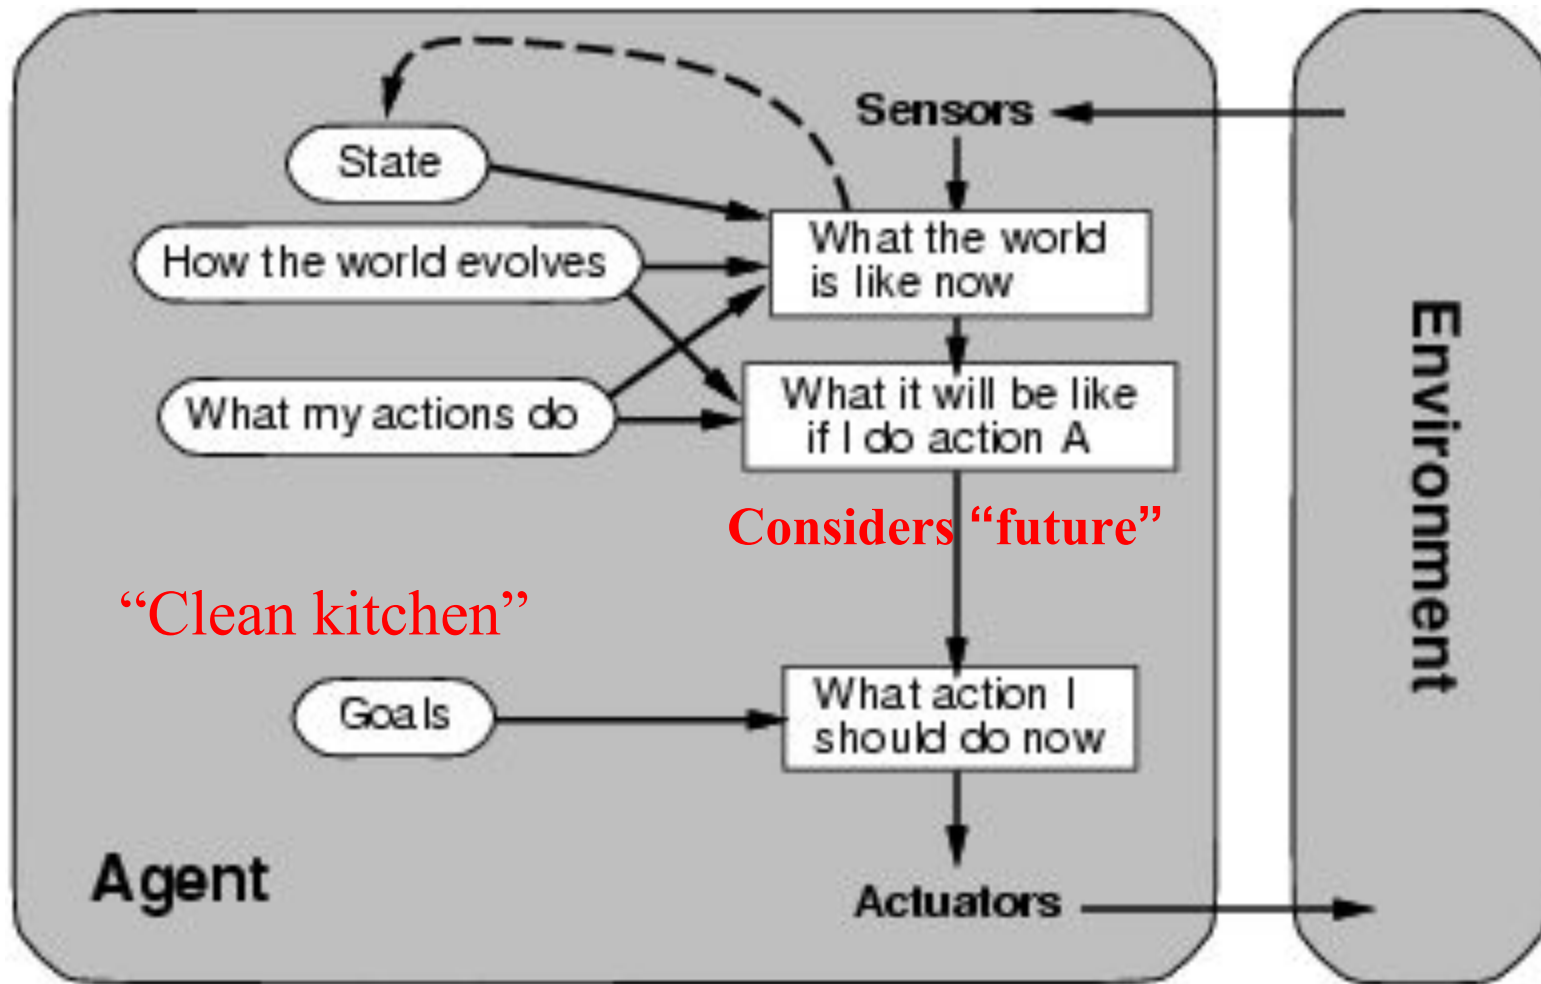 Sensors
State
What the world
is like now
How the world evolves
What my actions do
What it will be like
if I do action A
Considers “future”
“Clean kitchen”
Goals
What action I
should do now
Agent
Actuators
Environment